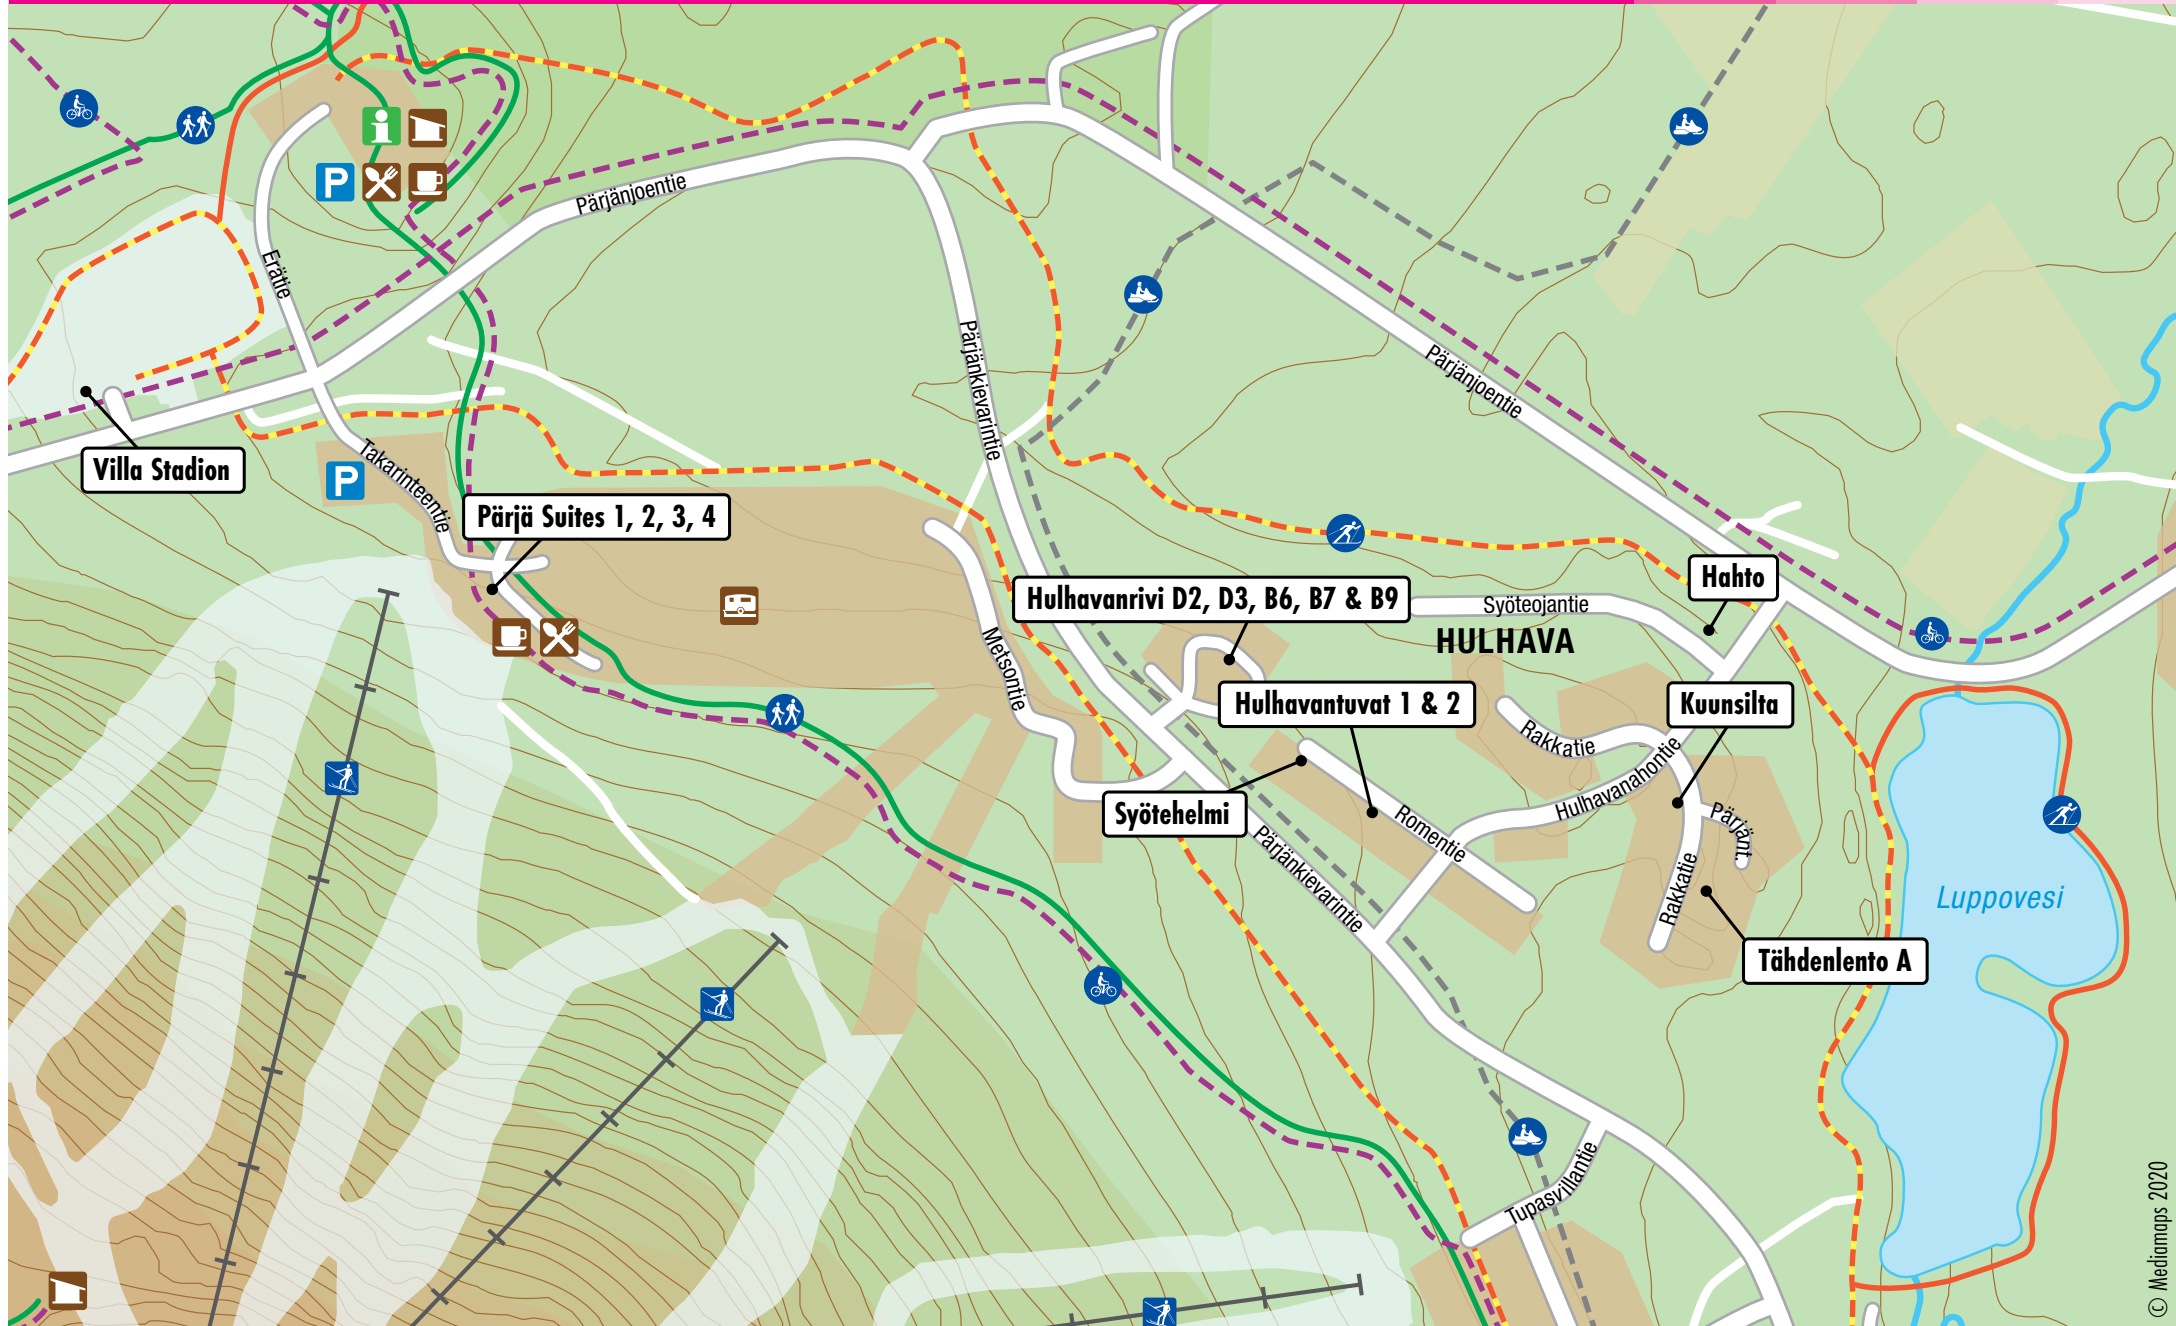 P
Pärjänjoentie
Erätie
Pärjänkievarintie
Pärjänjoentie
Villa Stadion
P
Takarinteentie
Pärjä Suites 1, 2, 3, 4
Hahto
Hulhavanrivi D2, D3, B6, B7 & B9
Syöteojantie
HULHAVA
Metsontie
Hulhavantuvat 1 & 2
Kuunsilta
Rakkatie
Hulhavanahontie
Syötehelmi
Romentie
Pärjänt.
Pärjänkievarintie
Rakkatie
Luppovesi
Tähdenlento A
Tupasvillantie
© Mediamaps 2020